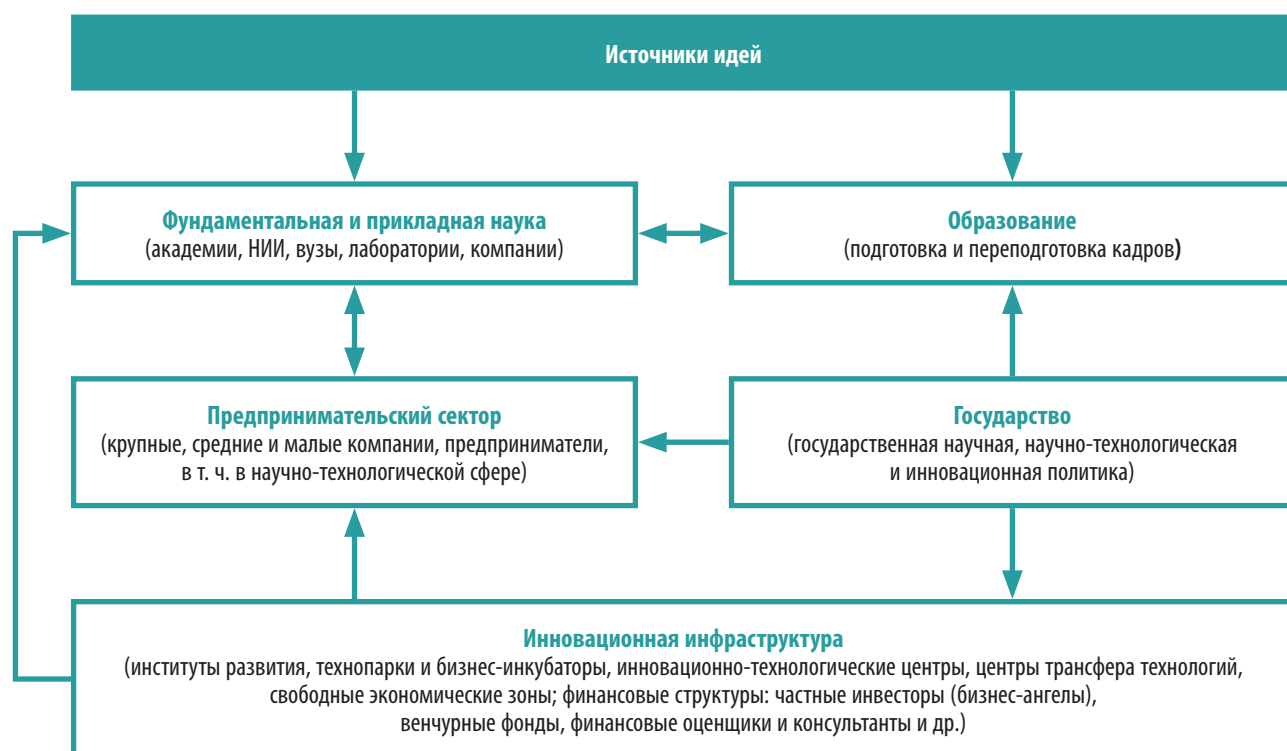 Источники идей
Фундаментальная и прикладная наука
(академии, НИИ, вузы, лаборатории, компании)
Образование
(подготовка и переподготовка кадров)
Предпринимательский сектор
(крупные, средние и малые компании, предприниматели,
в т. ч. в научно-технологической сфере)
Государство
(государственная научная, научно-технологическая
и инновационная политика)
Инновационная инфраструктура
(институты развития, технопарки и бизнес-инкубаторы, инновационно-технологические центры, центры трансфера технологий,
свободные экономические зоны; финансовые структуры: частные инвесторы (бизнес-ангелы),
венчурные фонды, финансовые оценщики и консультанты и др.)